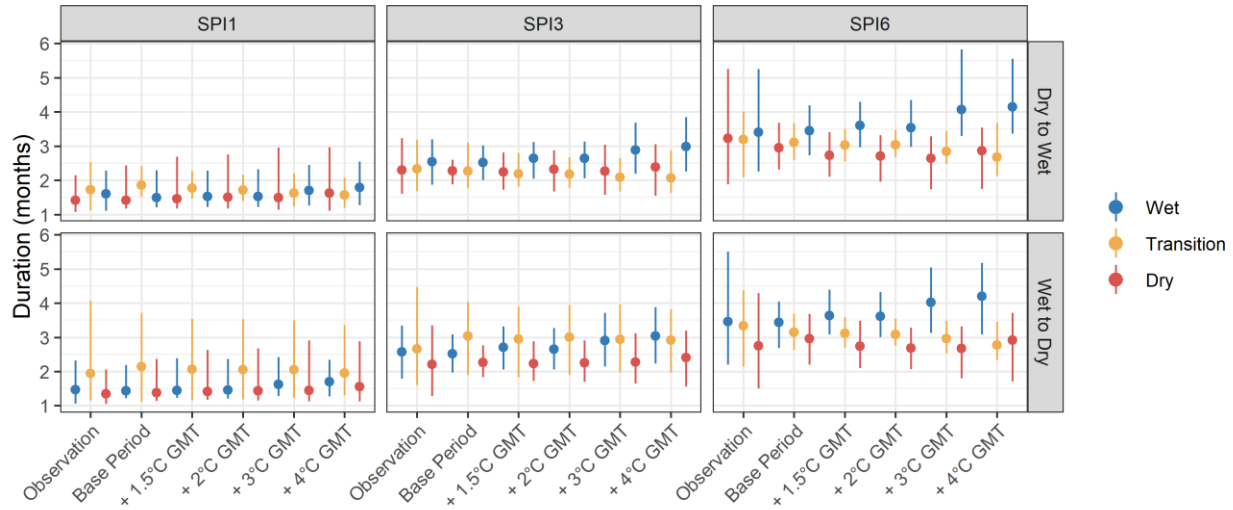 SPI1
SPI3
SPI6
Duration (months)
6
5
4
3
2
1
Dry to Wet
6
5
4
3
2
1
Wet to Dry
Observation
Base Period
+ 1.5°C GMT
+ 2°C GMT
+ 3°C GMT
+ 4°C GMT
Observation
Base Period
+ 1.5°C GMT
+ 2°C GMT
+ 3°C GMT
+ 4°C GMT
Observation
Base Period
+ 1.5°C GMT
+ 2°C GMT
+ 3°C GMT
+ 4°C GMT
Wet
Transition
Dry